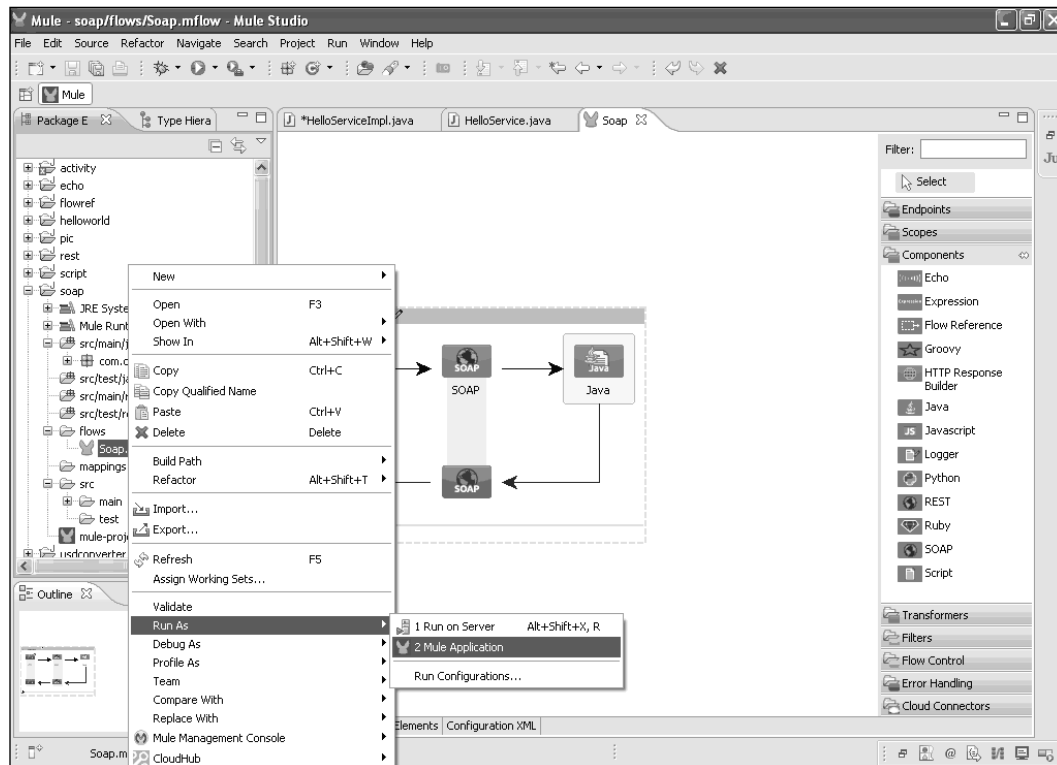 Mule - soap/flows/Soap.mflow - Mule Studio
File Edit Source Refactor Navigate Search Project Run Window Help
Mule
Package E Type Hiera
*HelloServiceImpl.java HelloService.java Soap
Ju
activity
echo
flowref
helloworld
pic
rest
script
soap
JRE Syste
Mule Runt
src/main/j
com.c
src/test/ja
src/main/r
src/test/re
flows
Soap.
mappings
src
main
test
mule-proje
usdconverter
Outline
New
Open F3
Open With
Show In Alt+Shift+W
Copy Ctrl+C
Copy Qualified Name
Paste Ctrl+V
Delete Delete
Build Path
Refactor Alt+Shift+T
Import...
Export...
Refresh F5
Assign Working Sets...
Validate
Run As
Debug As
Profile As
Team
Compare With
Replace With
Mule Management Console
CloudHub
1 Run on Server Alt+Shift+X, R
2 Mule Application
Run Configurations...
SOAP
SOAP
Java
Java
SOAP
Elements Configuration XML
Filter:
Select
Endpoints
Scopes
Components
Echo
Expression
Flow Reference
Groovy
HTTP Response
Builder
Java
JS Javascript
Logger
Python
REST
Ruby
SOAP
Script
Transformers
Filters
Flow Control
Error Handling
Cloud Connectors
Soap.m